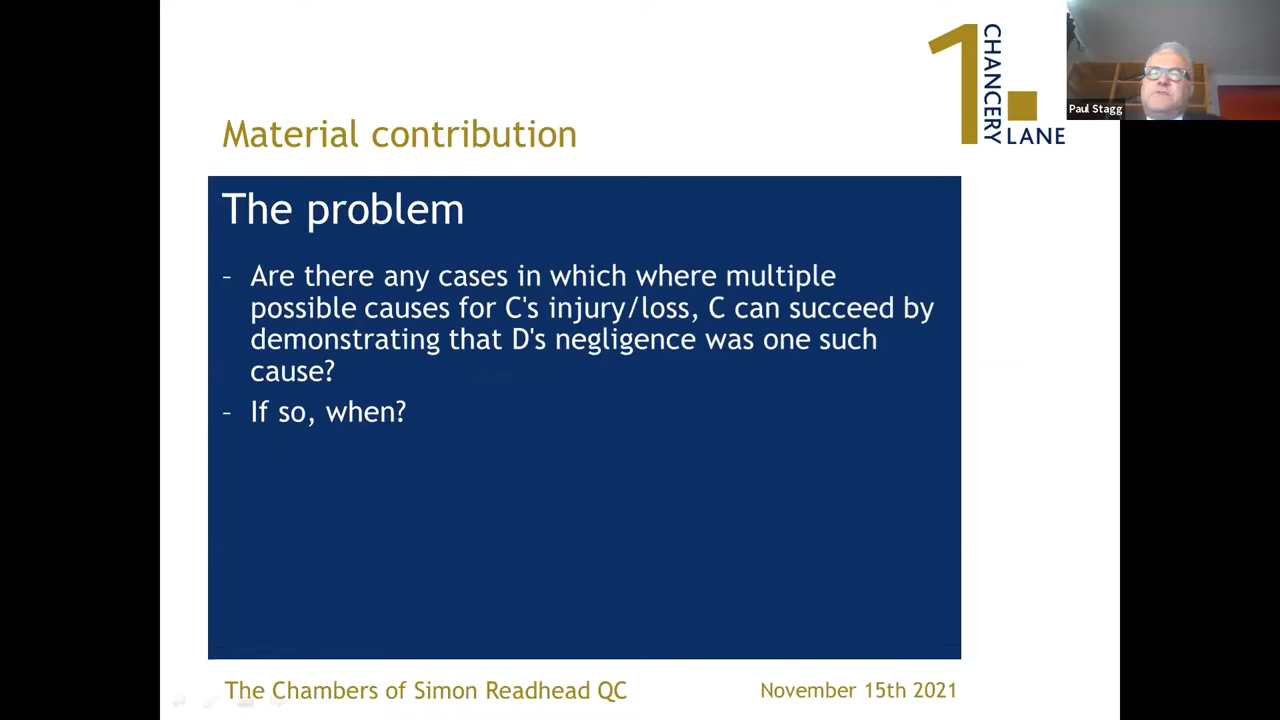 1 CHANCERY LANE
Paul Stagg
Material contribution
The problem
– Are there any cases in which where multiple
possible causes for C's injury/loss, C can succeed by
demonstrating that D's negligence was one such
cause?
– If so, when?
The Chambers of Simon Readhead QC
November 15th 2021